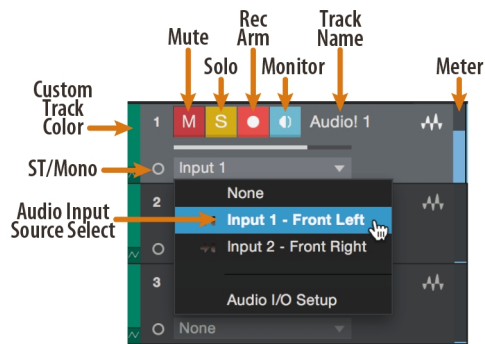 Rec
Arm
Track
Name
Mute
Solo
Monitor
Meter
Custom
Track
Color
1
M
S
Audio! 1
ST/Mono
Input 1
2
None
Audio Input
Source Select
Input 1 - Front Left
Input 2 - Front Right
3
Audio I/O Setup
None